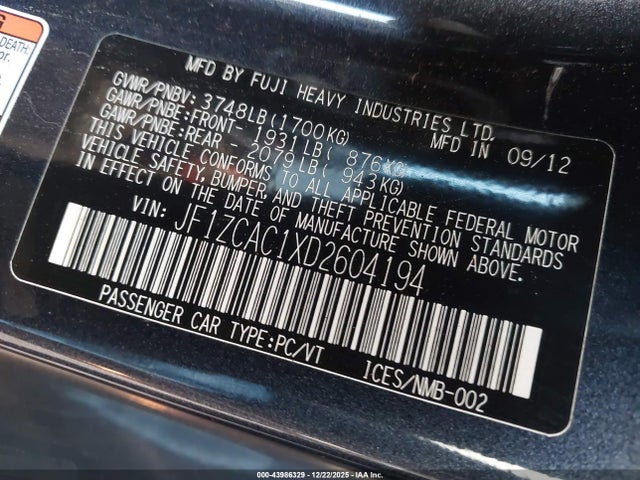 DEATH:
or.
MFD BY FUJI HEAVY INDUSTRIES LTD.
GVWR/PNBV: 3748LB(1700KG) MFD IN 09/12
GAWR/PNBE:FRONT- 1931LB( 876KG)
GAWR/PNBE:REAR - 2079LB( 943KG)
THIS VEHICLE CONFORMS TO ALL APPLICABLE FEDERAL MOTOR
VEHICLE SAFETY, BUMPER, AND THEFT PREVENTION STANDARDS
IN EFFECT ON THE DATE OF MANUFACTURE SHOWN ABOVE.
VIN: JF1ZCAC1XD2604194
PASSENGER CAR TYPE:PC/VT ICES/NMB-002
000-43986329 - 12/22/2025 - IAA Inc.